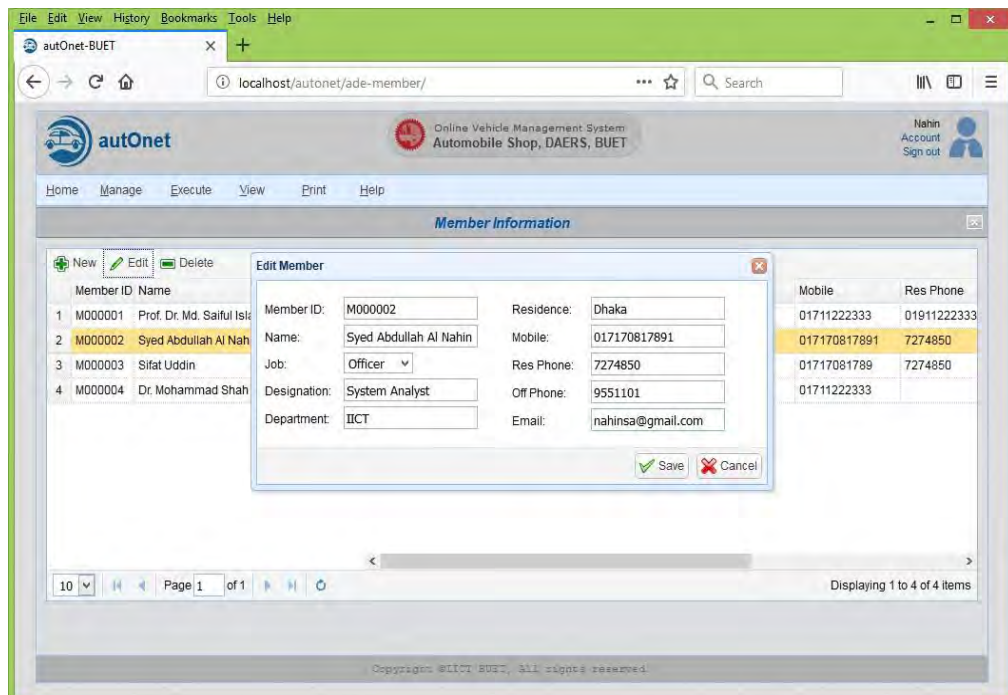 File Edit View History Bookmarks Tools Help
autOnet-BUET
localhost/autonet/ade-member/
Search
autOnet
Online Vehicle Management System
Automobile Shop, DAERS, BUET
Nahin
Account
Sign out
Home Manage Execute View Print Help
Member Information
New Edit Delete
Edit Member
Member ID Name Mobile Res Phone
1 M000001 Prof. Dr. Md. Saiful Isla 01711222333 01911222333
2 M000002 Syed Abdullah Al Nah 017170817891 7274850
3 M000003 Sifat Uddin 01717081789 7274850
4 M000004 Dr. Mohammad Shah 01711222333
Member ID: M000002 Residence: Dhaka
Name: Syed Abdullah Al Nahin Mobile: 017170817891
Job: Officer Res Phone: 7274850
Designation: System Analyst Off Phone: 9551101
Department: IICT Email: nahinsa@gmail.com
Save Cancel
10 Page 1 of 1 Displaying 1 to 4 of 4 items
Copyright ©IICT BUET, All rights reserved